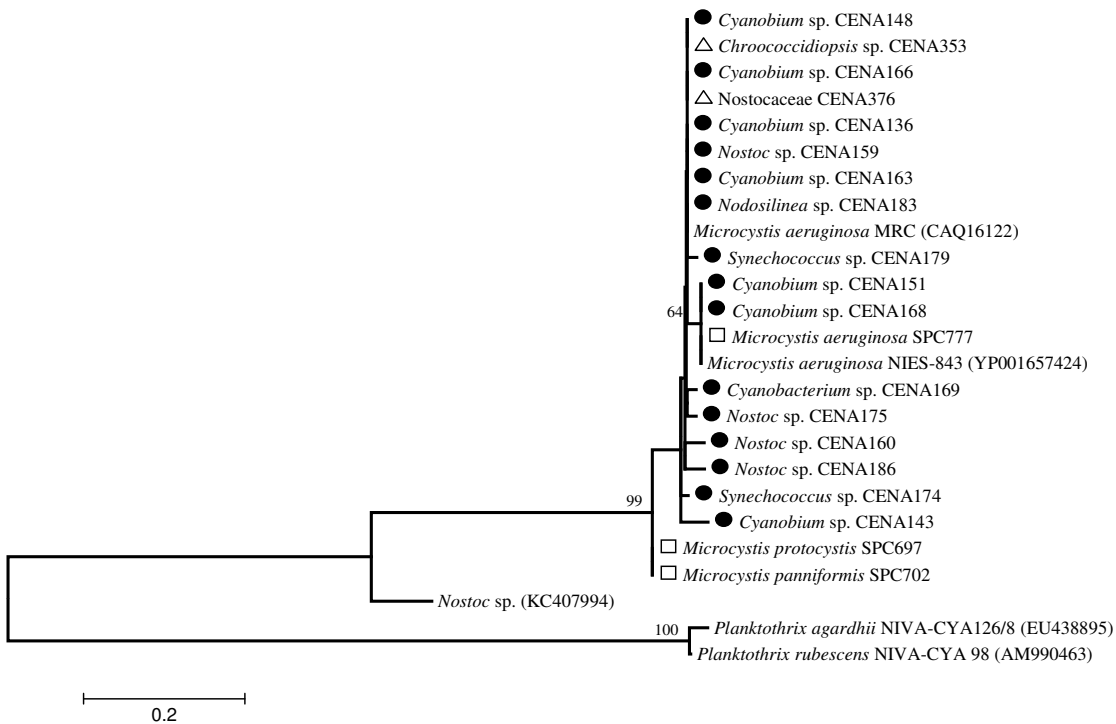 Cyanobium sp. CENA148
Chroococcidiopsis sp. CENA353
Cyanobium sp. CENA166
Nostocaceae CENA376
Cyanobium sp. CENA136
Nostoc sp. CENA159
Cyanobium sp. CENA163
Nodosilinea sp. CENA183
Microcystis aeruginosa MRC (CAQ16122)
Synechococcus sp. CENA179
Cyanobium sp. CENA151
Cyanobium sp. CENA168
64
Microcystis aeruginosa SPC777
Microcystis aeruginosa NIES-843 (YP001657424)
Cyanobacterium sp. CENA169
Nostoc sp. CENA175
Nostoc sp. CENA160
Nostoc sp. CENA186
Synechococcus sp. CENA174
99
Cyanobium sp. CENA143
Microcystis protocystis SPC697
Microcystis panniformis SPC702
Nostoc sp. (KC407994)
100
Planktothrix agardhii NIVA-CYA126/8 (EU438895)
Planktothrix rubescens NIVA-CYA 98 (AM990463)
0.2